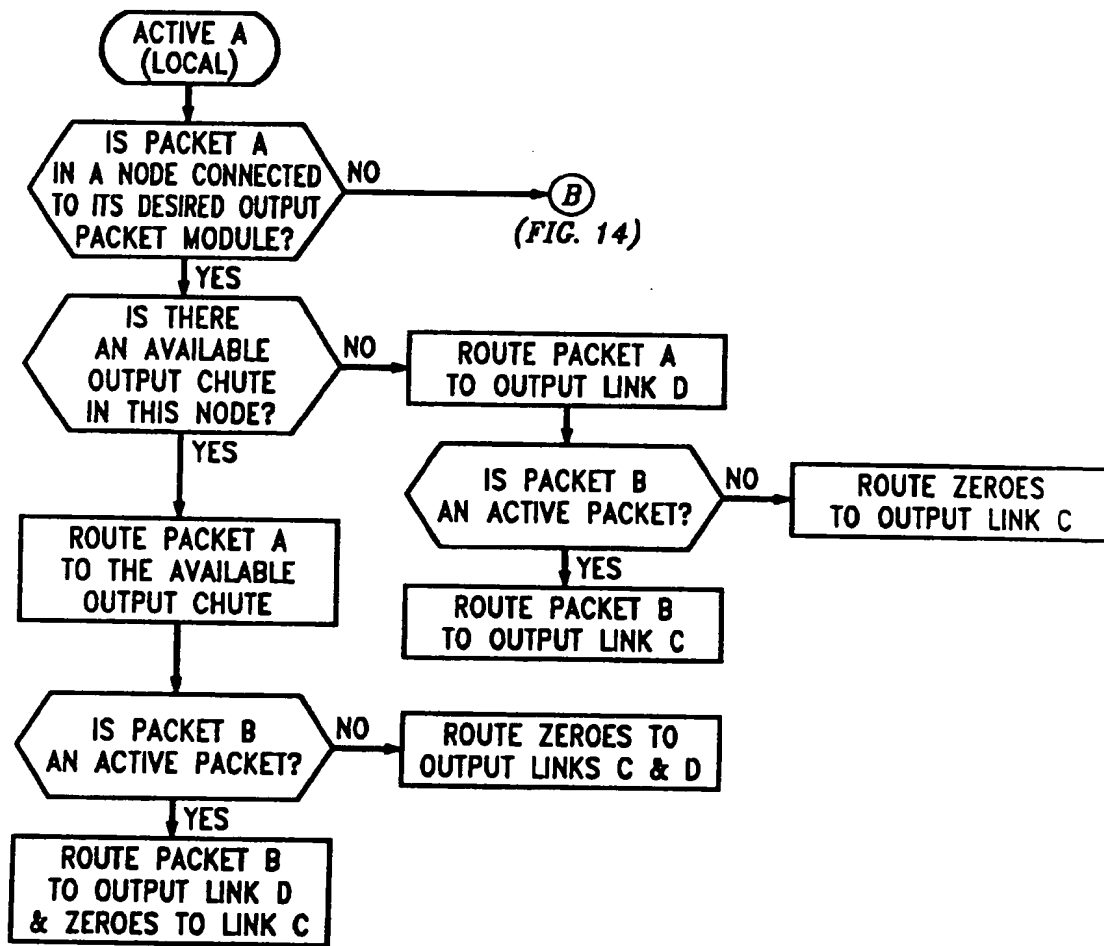 ACTIVE A
(LOCAL)
IS PACKET A
IN A NODE CONNECTED
TO ITS DESIRED OUTPUT
PACKET MODULE?
NO
B
(FIG. 14)
YES
IS THERE
AN AVAILABLE
OUTPUT CHUTE
IN THIS NODE?
NO
ROUTE PACKET A
TO OUTPUT LINK D
YES
IS PACKET B
AN ACTIVE PACKET?
NO
ROUTE ZEROES
TO OUTPUT LINK C
YES
ROUTE PACKET B
TO OUTPUT LINK C
ROUTE PACKET A
TO THE AVAILABLE
OUTPUT CHUTE
IS PACKET B
AN ACTIVE PACKET?
NO
ROUTE ZEROES TO
OUTPUT LINKS C & D
YES
ROUTE PACKET B
TO OUTPUT LINK D
& ZEROES TO LINK C